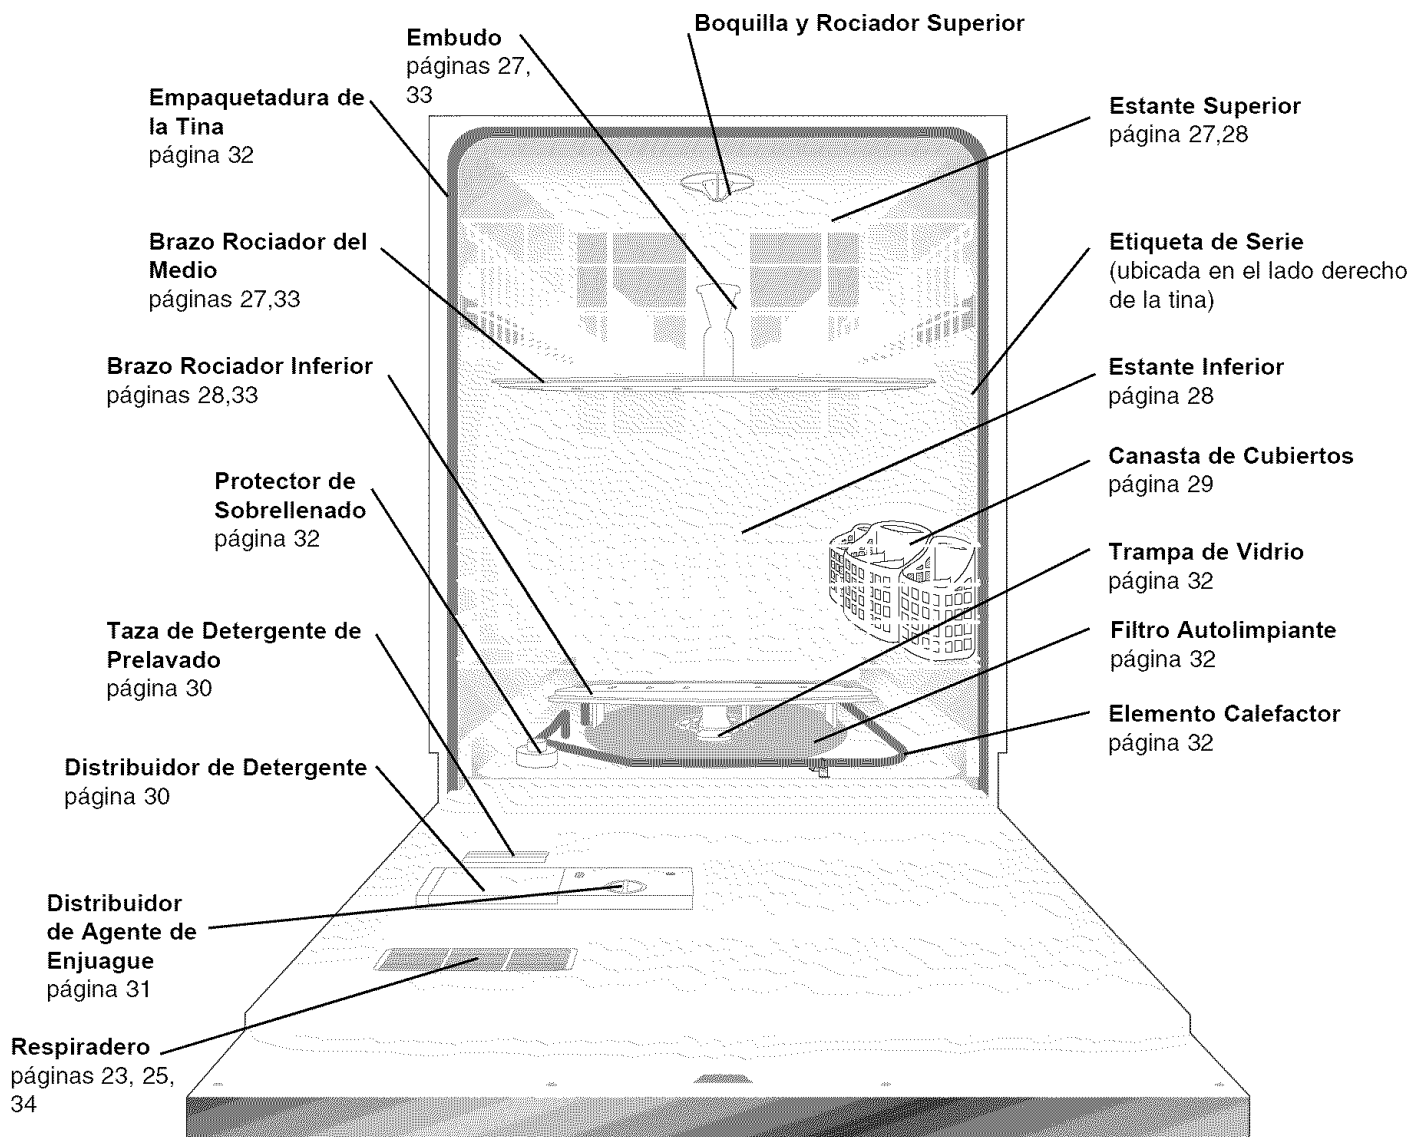 Embudo
páginas 27,
33
Boquilla y Rociador Superior
Empaquetadura de
la Tina
página 32
Brazo Rociador del
Medio
páginas 27,33
Brazo Rociador Inferior
páginas 28,33
Protector de
Sobrellenado
página 32
Taza de Detergente de
Prelavado
página 30
Distribuidor de Detergente
página 30
Distribuidor
de Agente de
Enjuague
página 31
Respiradero
páginas 23, 25,
34
Estante Superior
página 27,28
Etiqueta de Serie
(ubicada en el lado derecho
de la tina)
Estante Inferior
página 28
Canasta de Cubiertos
página 29
Trampa de Vidrio
página 32
Filtro Autolimpiante
página 32
Elemento Calefactor
página 32